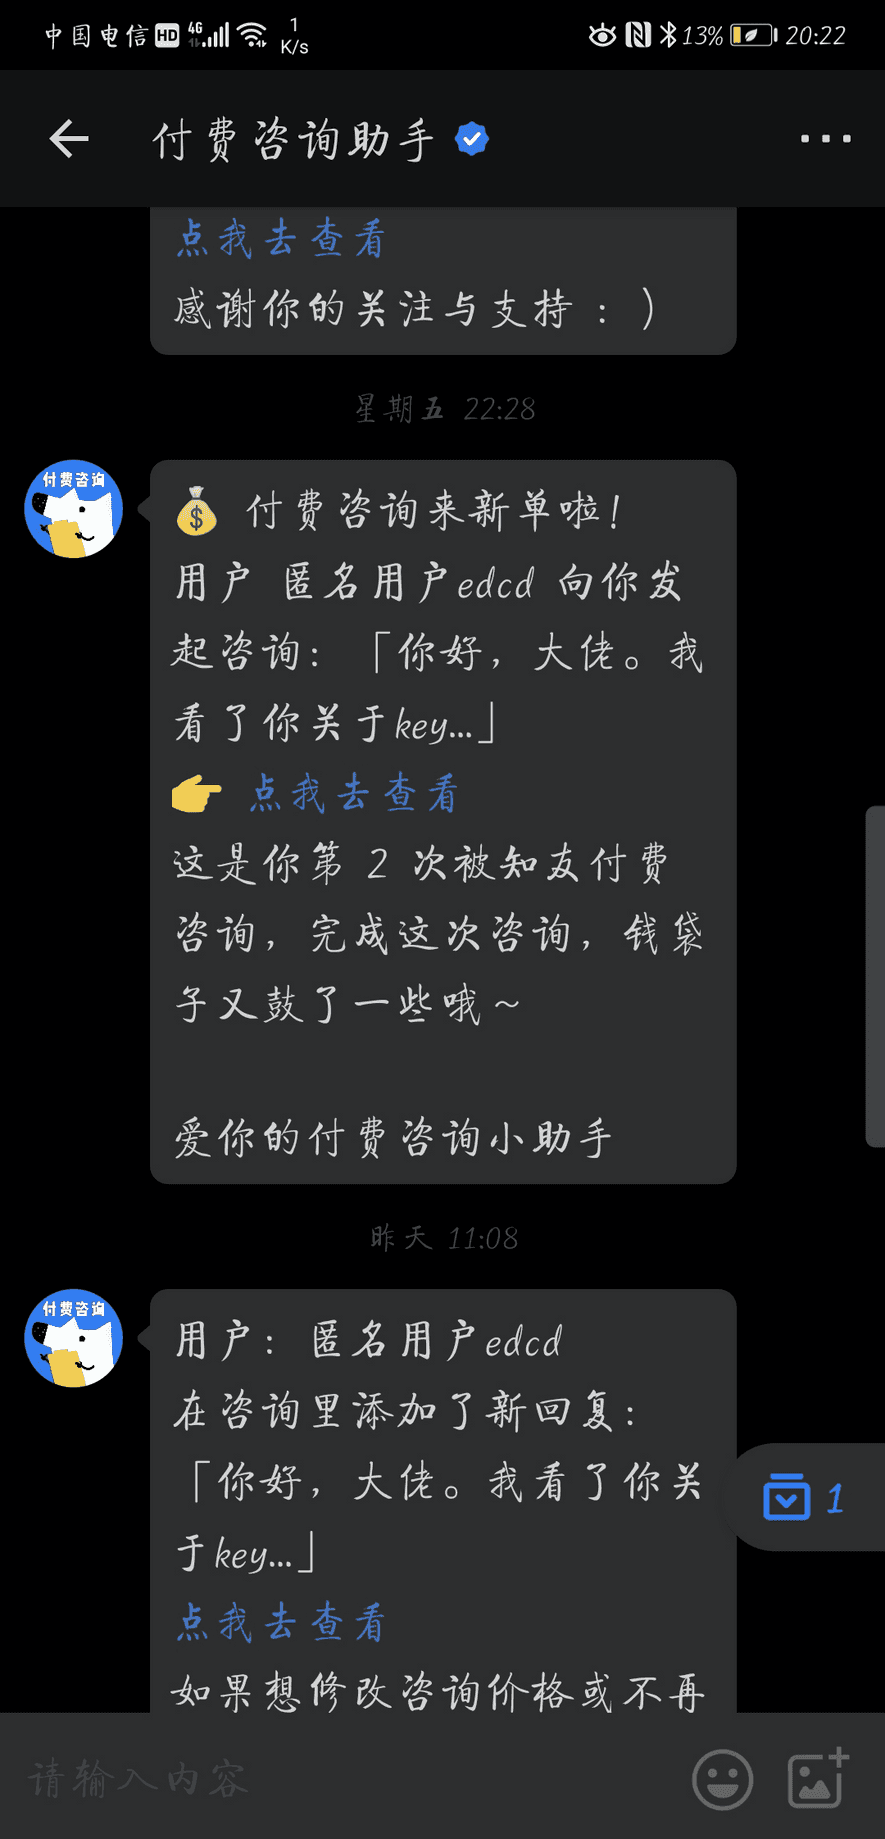 中国电信 HD 4G 1 K/s 13% 20:22
付费咨询助手
点我去查看
感谢你的关注与支持：）
星期五 22:28
付费咨询
付费咨询来新单啦！
用户 匿名用户edcd 向你发
起咨询：「你好，大佬。我
看了你关于key...」
点我去查看
这是你第 2 次被知友付费
咨询，完成这次咨询，钱袋
子又鼓了一些哦~
爱你的付费咨询小助手
昨天 11:08
付费咨询
用户：匿名用户edcd
在咨询里添加了新回复：
「你好，大佬。我看了你关
于key...」
1
点我去查看
如果想修改咨询价格或不再
请输入内容